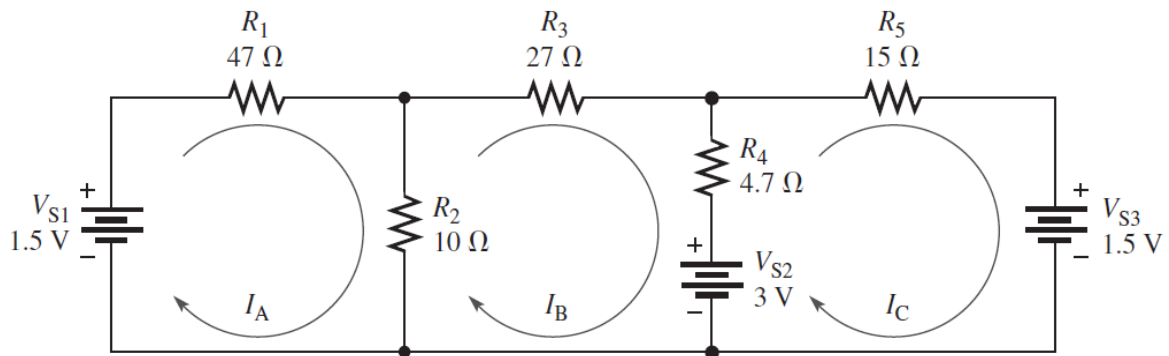 R1
47 Ω
R3
27 Ω
R5
15 Ω
+
VS1
1.5 V
–
R2
10 Ω
R4
4.7 Ω
+
VS2
3 V
–
+
VS3
1.5 V
–
IA
IB
IC